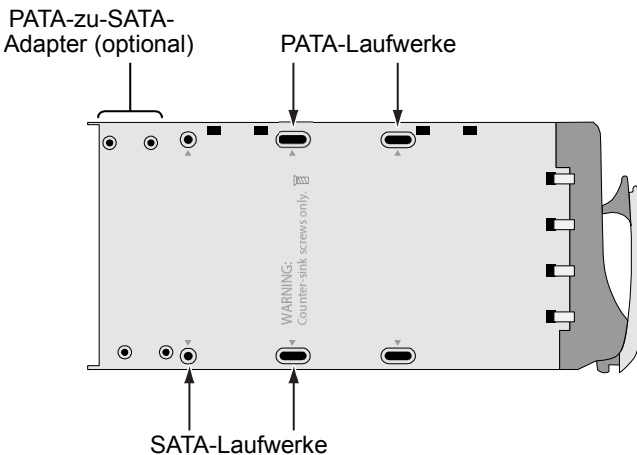 PATA-zu-SATA-
Adapter (optional)
PATA-Laufwerke
WARNING:
Counter-sink screws only.
SATA-Laufwerke